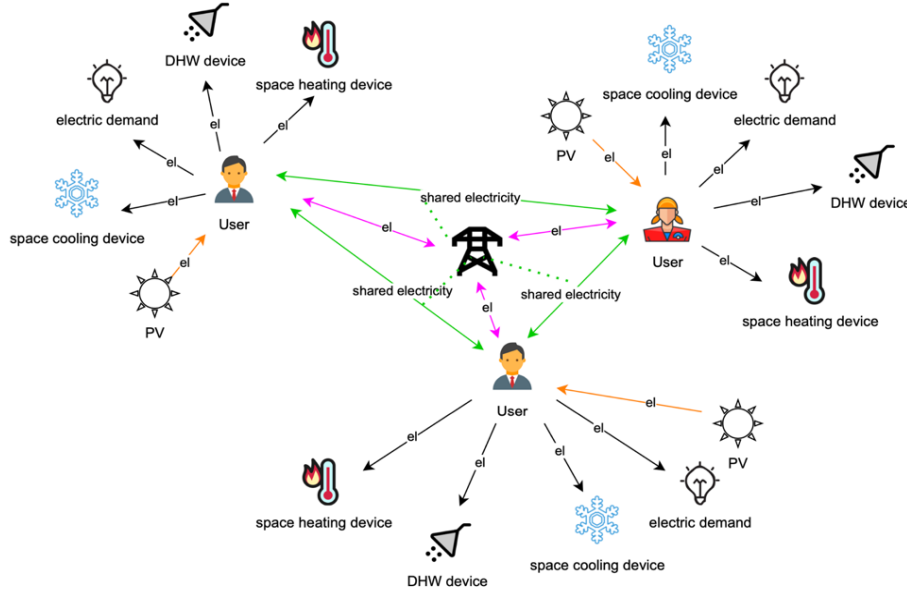 DHW device
space heating device
electric demand
el
el
el
space cooling device
el
User
el
PV
space cooling device
electric demand
PV
el
el
el
DHW device
el
User
el
space heating device
shared electricity
el
el
shared electricity
shared electricity
el
User
el
PV
el
el
el
el
space heating device
DHW device
space cooling device
electric demand